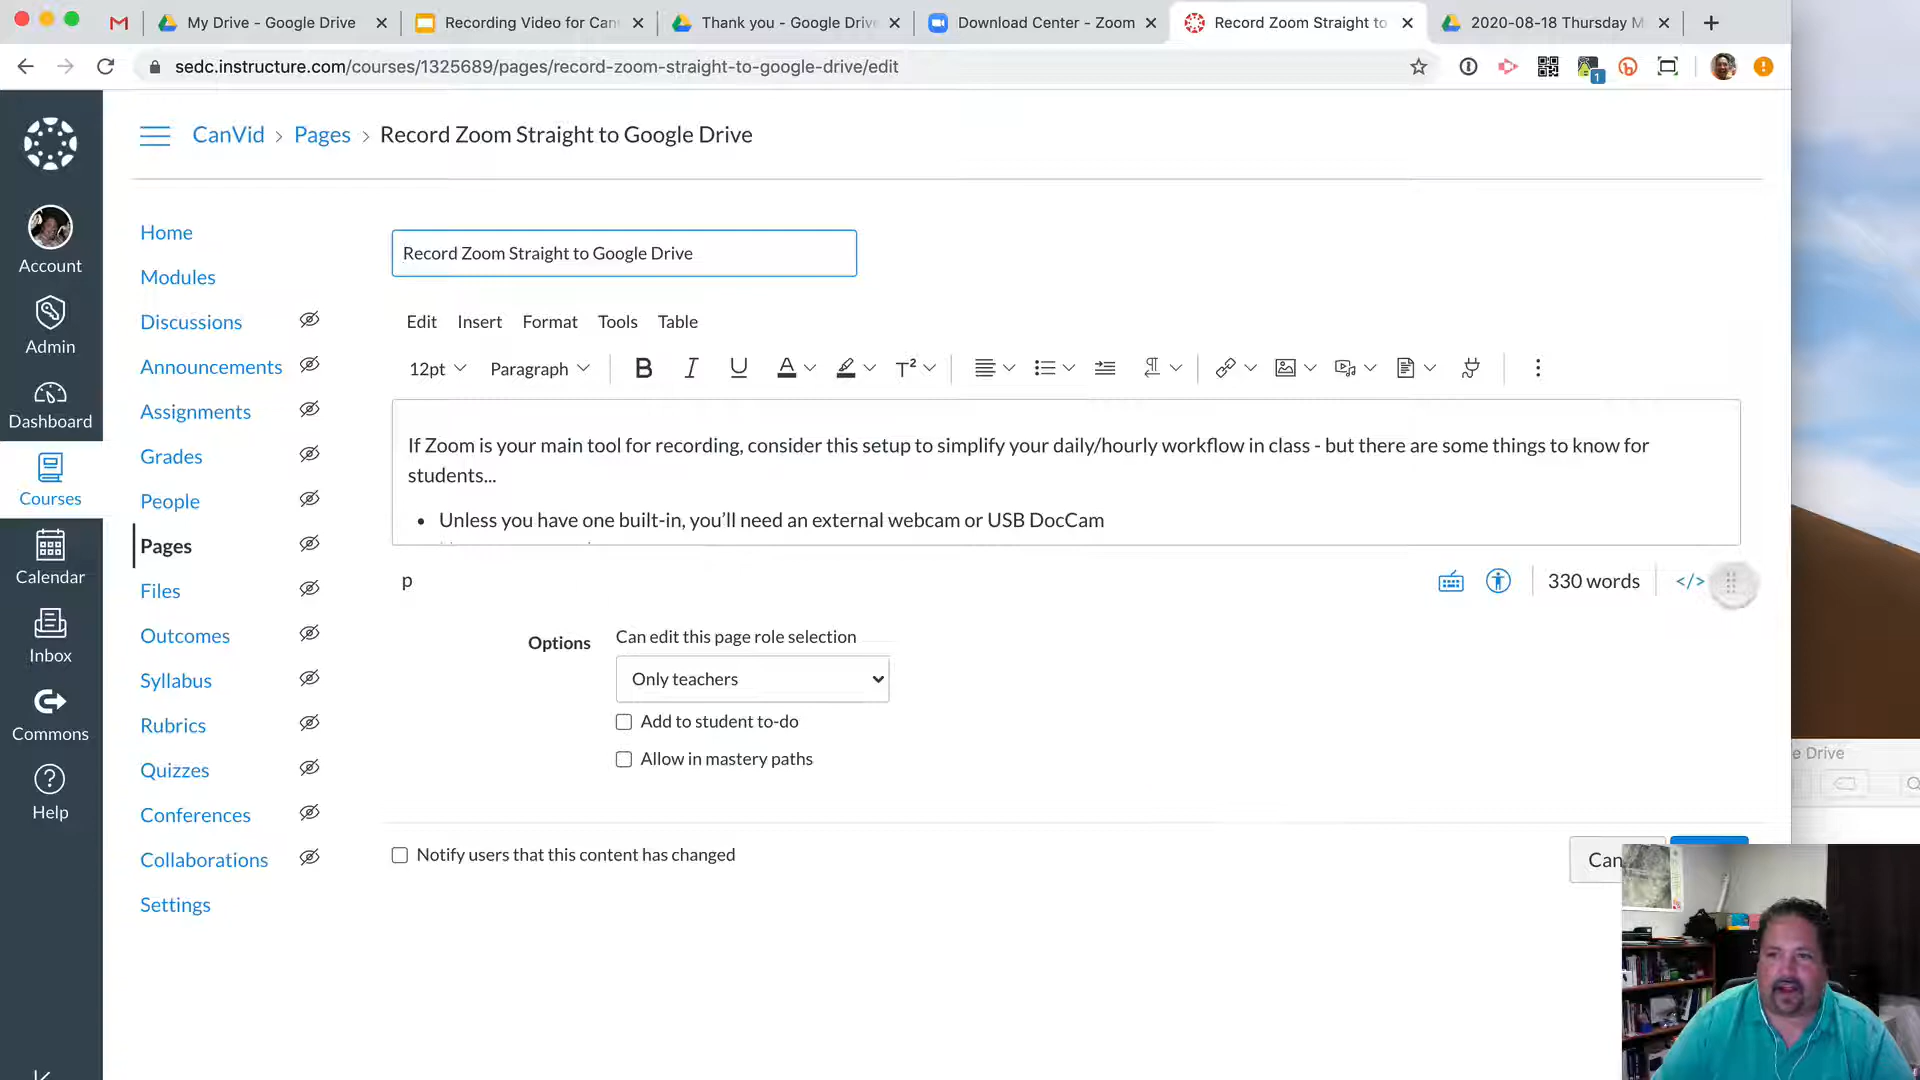 My Drive - Google Drive
Recording Video for Can
Thank you - Google Drive
Download Center - Zoom
Record Zoom Straight to
2020-08-18 Thursday M
sedc.instructure.com/courses/1325689/pages/record-zoom-straight-to-google-drive/edit
1
CanVid > Pages > Record Zoom Straight to Google Drive
Account
Admin
Dashboard
Courses
Calendar
Inbox
Commons
Help
Home
Modules
Discussions
Announcements
Assignments
Grades
People
Pages
Files
Outcomes
Syllabus
Rubrics
Quizzes
Conferences
Collaborations
Settings
Record Zoom Straight to Google Drive
Edit Insert Format Tools Table
12pt Paragraph B I U A T²
If Zoom is your main tool for recording, consider this setup to simplify your daily/hourly workflow in class - but there are some things to know for
students...
• Unless you have one built-in, you’ll need an external webcam or USB DocCam
p
330 words </>
Options
Can edit this page role selection
Only teachers
Add to student to-do
Allow in mastery paths
Notify users that this content has changed
Can
e Drive